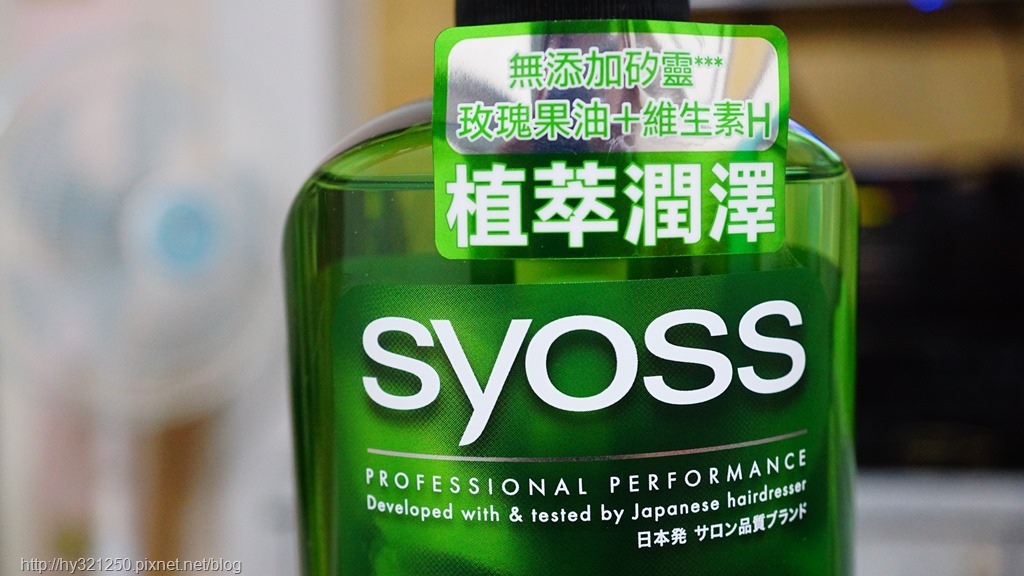 無添加矽靈***
玫瑰果油+維生素H
植萃潤澤
syoss
PROFESSIONAL PERFORMANCE
Developed with & tested by Japanese hairdresser
日本発 サロン品質ブランド
http://hy321250.pixnet.net/blog